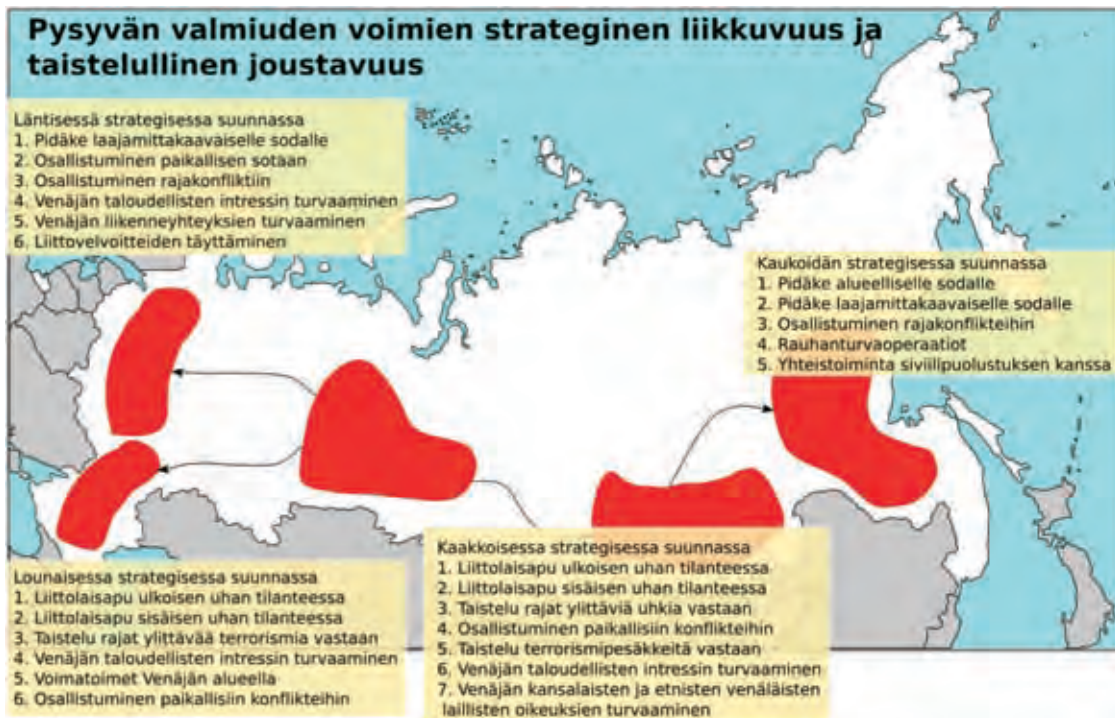 Pysyvän valmiuden voimien strateginen liikkuvuus ja
taistelullinen joustavuus
Läntisessä strategisessa suunnassa
1. Pidäke laajamittakaavaiselle sodalle
2. Osallistuminen paikallisen sotaan
3. Osallistuminen rajakonfliktiin
4. Venäjän taloudellisten intressin turvaaminen
5. Venäjän liikenneyhteyksien turvaaminen
6. Liittovelvoitteiden täyttäminen
Kaukoidän strategisessa suunnassa
1. Pidäke alueelliselle sodalle
2. Pidäke laajamittakaavaiselle sodalle
3. Osallistuminen rajakonflikteihin
4. Rauhanturvaoperaatiot
5. Yhteistoiminta siviilipuolustuksen kanssa
Lounaisessa strategisessa suunnassa
1. Liittolaisapu ulkoisen uhan tilanteessa
2. Liittolaisapu sisäisen uhan tilanteessa
3. Taistelu rajat ylittävää terrorismia vastaan
4. Venäjän taloudellisten intressin turvaaminen
5. Voimatoimet Venäjän alueella
6. Osallistuminen paikallisiin konflikteihin
Kaakkoisessa strategisessa suunnassa
1. Liittolaisapu ulkoisen uhan tilanteessa
2. Liittolaisapu sisäisen uhan tilanteessa
3. Taistelu rajat ylittäviä uhkia vastaan
4. Osallistuminen paikallisiin konflikteihin
5. Taistelu terrorismipesäkkeitä vastaan
6. Venäjän taloudellisten intressin turvaaminen
7. Venäjän kansalaisten ja etnisten venäläisten
laillisten oikeuksien turvaaminen